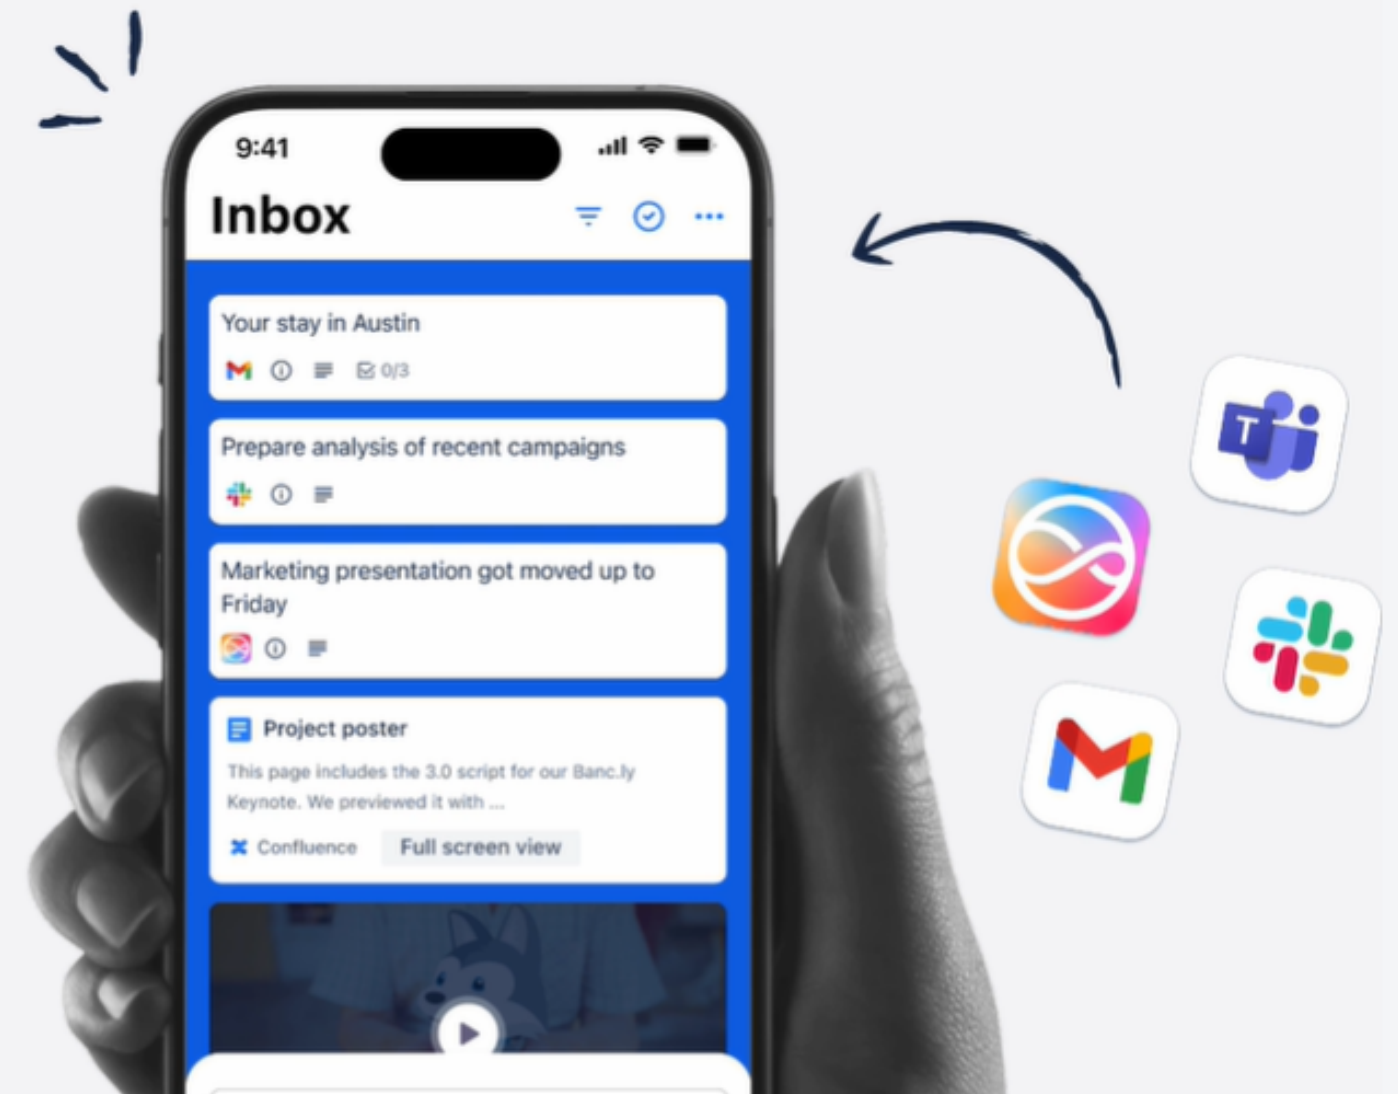 9:41
Inbox
Your stay in Austin
0/3
Prepare analysis of recent campaigns
Marketing presentation got moved up to
Friday
Project poster
This page includes the 3.0 script for our Banc.ly
Keynote. We previewed it with ...
Confluence
Full screen view
T